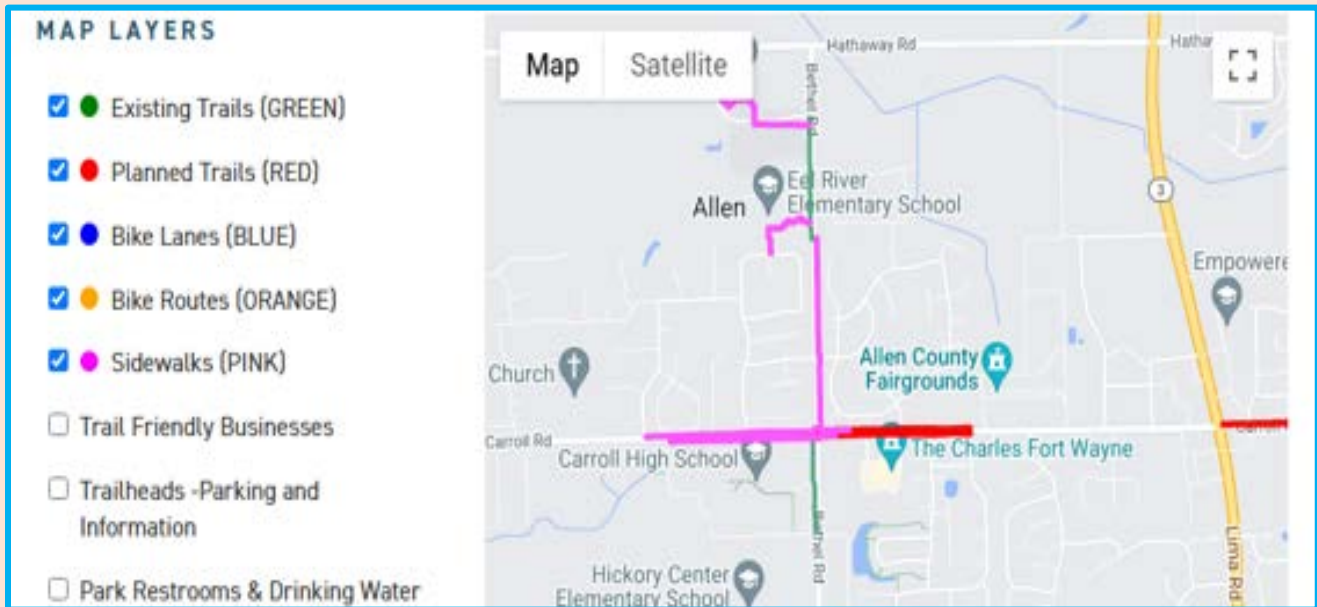 MAP LAYERS
Existing Trails (GREEN)
Planned Trails (RED)
Bike Lanes (BLUE)
Bike Routes (ORANGE)
Sidewalks (PINK)
Trail Friendly Businesses
Trailheads -Parking and
Information
Park Restrooms & Drinking Water
Map
Satellite
Hathaway Rd
Bethel Rd
3
Eel River
Elementary School
Allen
Empowere
Church
Allen County
Fairgrounds
Carroll Rd
Carroll High School
The Charles Fort Wayne
Bethel Rd
Lima Rd
Hickory Center
Elementary School